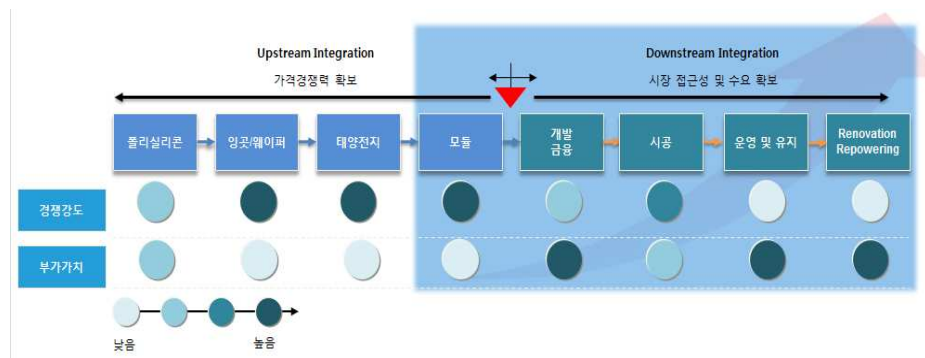 Upstream Integration
가격경쟁력 확보
Downstream Integration
시장 접근성 및 수요 확보
폴리실리콘
잉곳/웨이퍼
태양전지
모듈
개발
금융
시공
운영 및 유지
Renovation
Repowering
경쟁강도
부가가치
낮음
높음